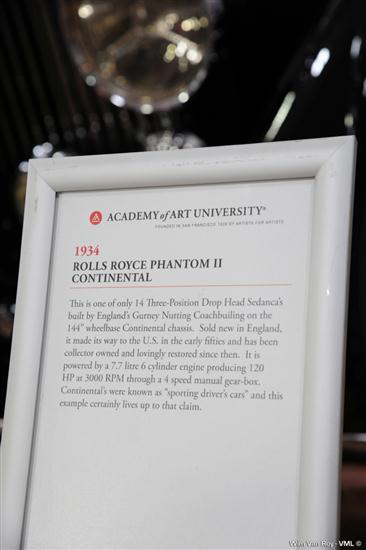 ACADEMY of ART UNIVERSITY®
FOUNDED IN SAN FRANCISCO 1929 BY ARTISTS FOR ARTISTS
1934
ROLLS ROYCE PHANTOM II
CONTINENTAL
This is one of only 14 Three-Position Drop Head Sedanca's
built by England's Gurney Nutting Coachbuiling on the
144" wheelbase Continental chassis. Sold new in England,
it made its way to the U.S. in the early fifties and has been
collector owned and lovingly restored since then. It is
powered by a 7.7 litre 6 cylinder engine producing 120
HP at 3000 RPM through a 4 speed manual gear-box.
Continental's were known as "sporting driver's cars" and this
example certainly lives up to that claim.
Wim Van Roy - VML ©